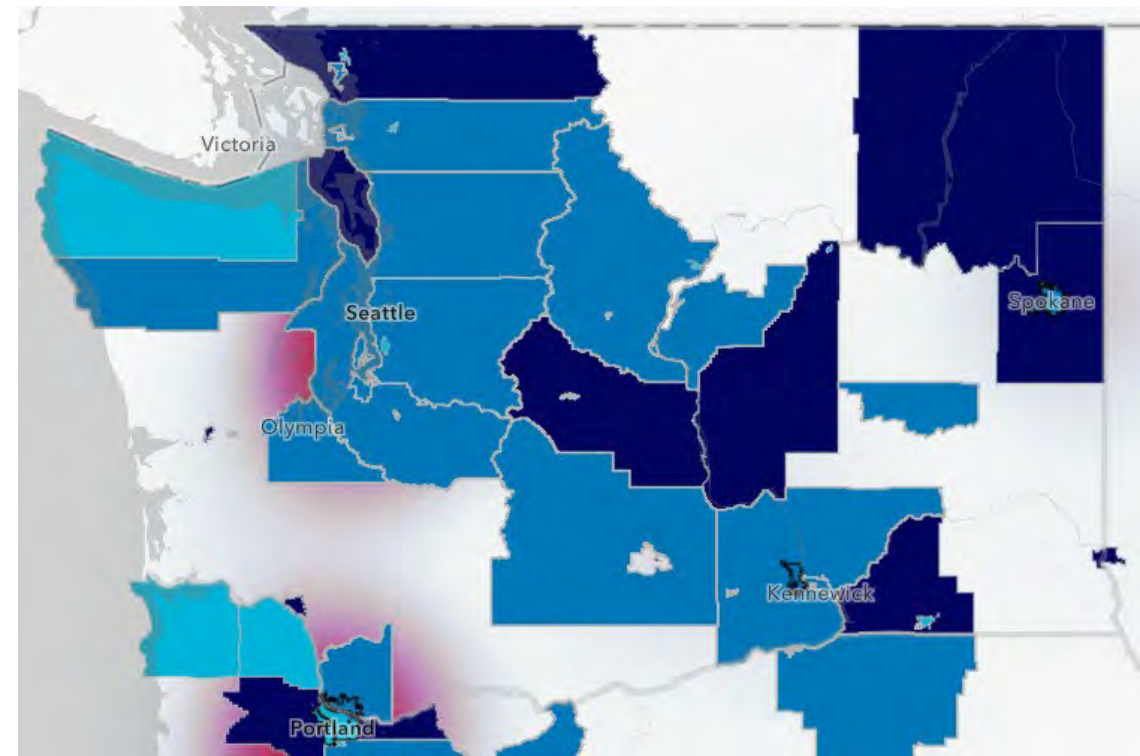 Victoria
Seattle
Spokane
Olympia
Kennewick
Portland